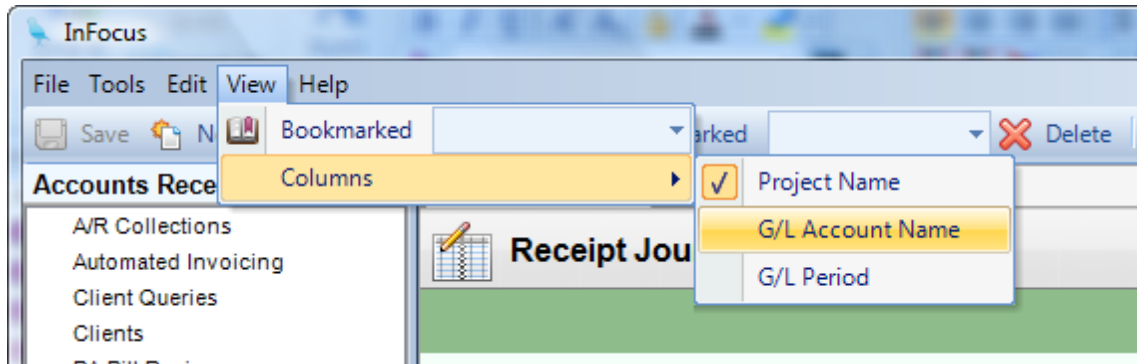 InFocus
File Tools Edit View Help
Save N Bookmarked arked Delete
Accounts Rece Columns Project Name
A/R Collections G/L Account Name
Receipt Jou
Automated Invoicing G/L Period
Client Queries
Clients